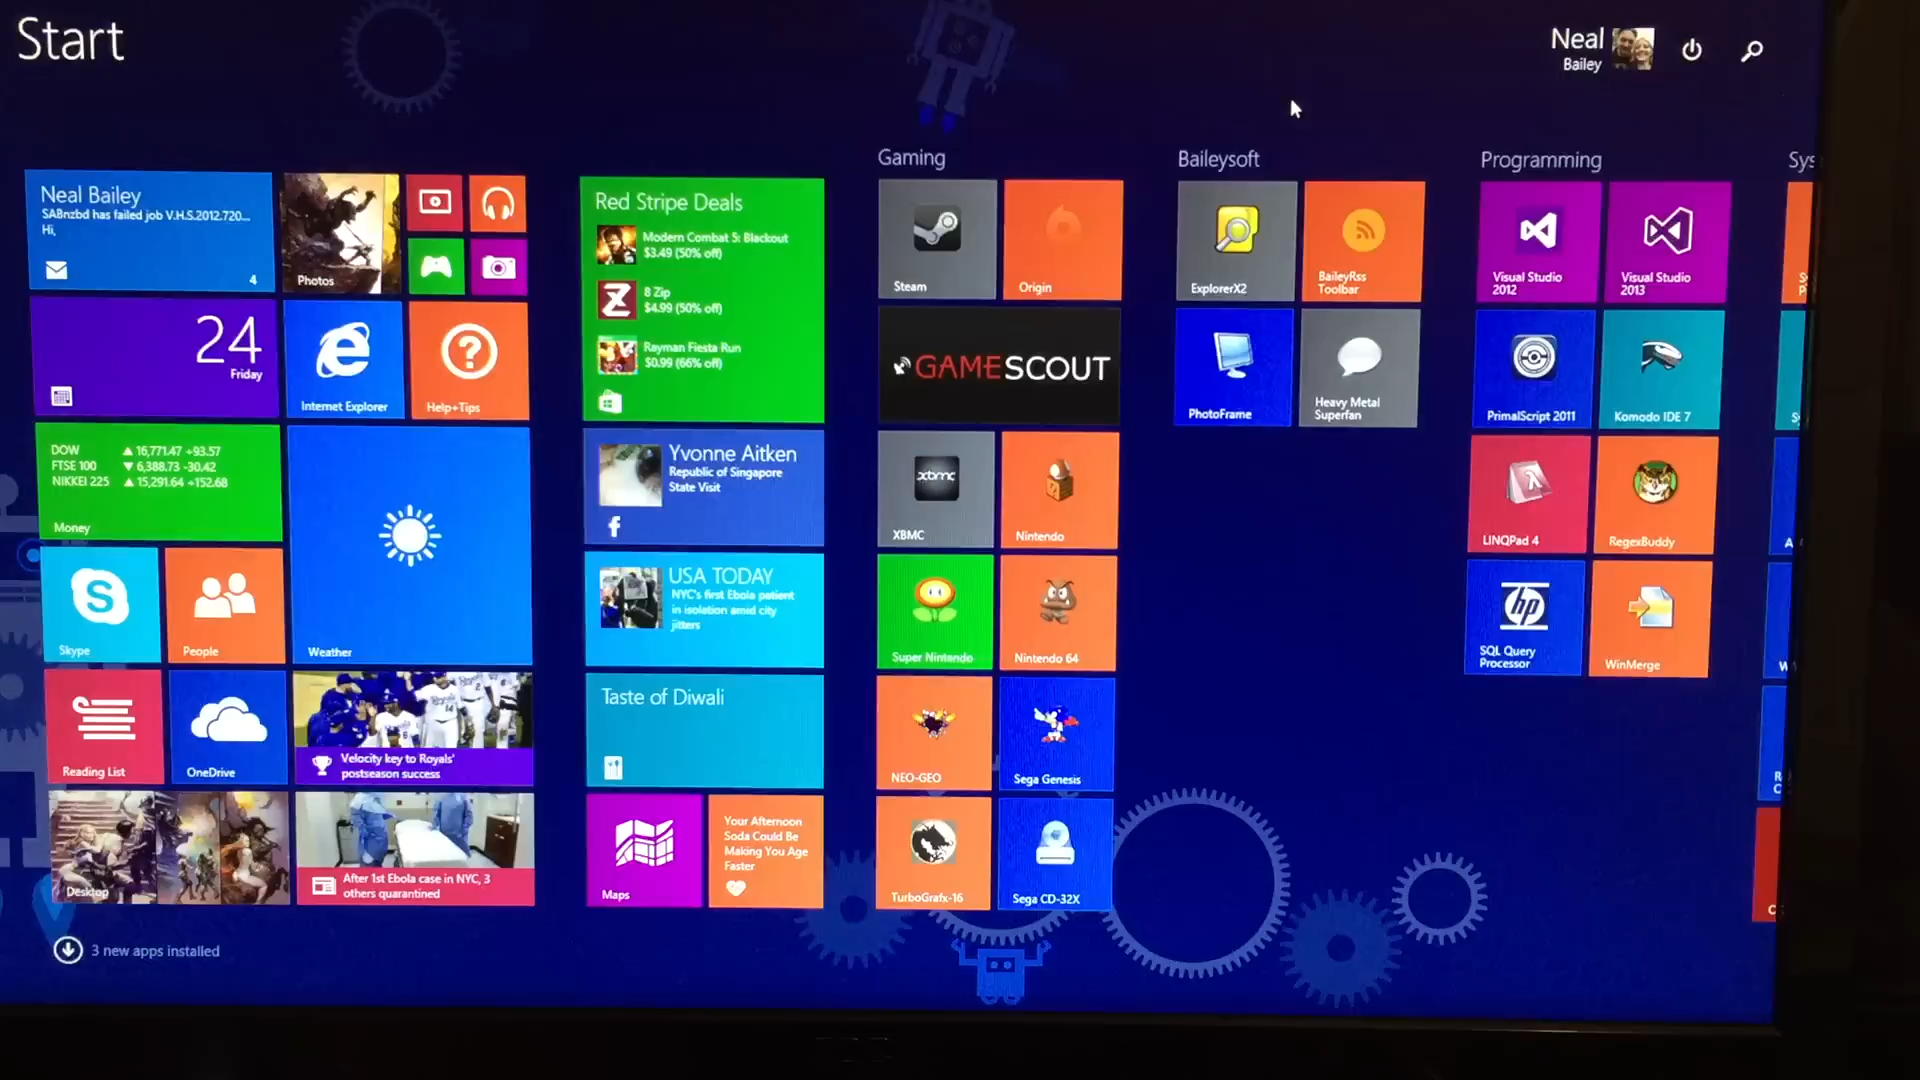 Start
Neal
Bailey
Neal Bailey
SABnzbd has failed job V.H.S.2012.720...
Hi,
4
Photos
24
Friday
Internet Explorer
Help+Tips
DOW ▲ 16,771.47 +93.57
FTSE 100 ▼ 6,388.73 -30.42
NIKKEI 225 ▲ 15,291.64 +152.68
Money
Weather
Skype
People
Reading List
OneDrive
Velocity key to Royals'
postseason success
Desktop
After 1st Ebola case in NYC, 3
others quarantined
3 new apps installed
Red Stripe Deals
Modern Combat 5: Blackout
$3.49 (50% off)
8 Zip
$4.99 (50% off)
Rayman Fiesta Run
$0.99 (66% off)
Yvonne Aitken
Republic of Singapore
State Visit
USA TODAY
NYC's first Ebola patient
in isolation amid city
jitters
Taste of Diwali
Maps
Your Afternoon
Soda Could Be
Making You Age
Faster
Gaming
Steam
Origin
GAMESCOUT
xbmc
XBMC
Nintendo
Super Nintendo
Nintendo 64
NEO-GEO
Sega Genesis
TurboGrafx-16
Sega CD-32X
Baileysoft
ExplorerX2
BaileyRss
Toolbar
PhotoFrame
Heavy Metal
Superfan
Programming
Visual Studio
2012
Visual Studio
2013
PrimalScript 2011
Komodo IDE 7
LINQPad 4
RegexBuddy
hp
SQL Query
Processor
WinMerge
Sys